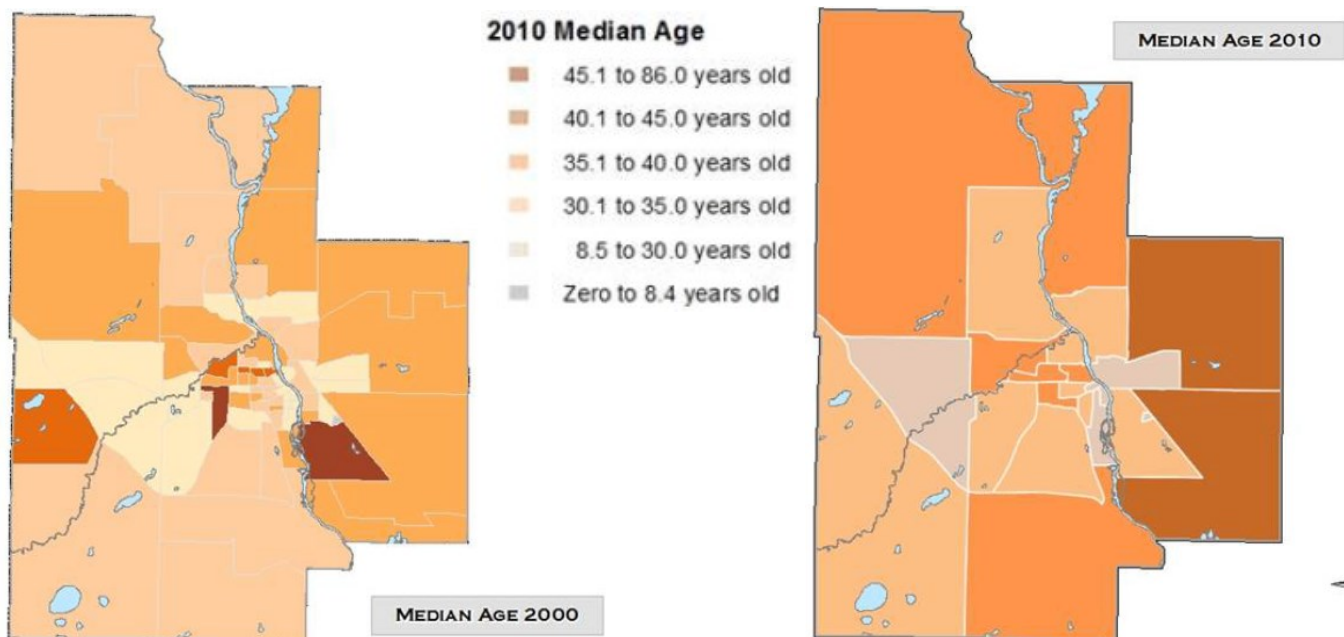 2010 Median Age
45.1 to 86.0 years old
40.1 to 45.0 years old
35.1 to 40.0 years old
30.1 to 35.0 years old
8.5 to 30.0 years old
Zero to 8.4 years old
MEDIAN AGE 2010
MEDIAN AGE 2000